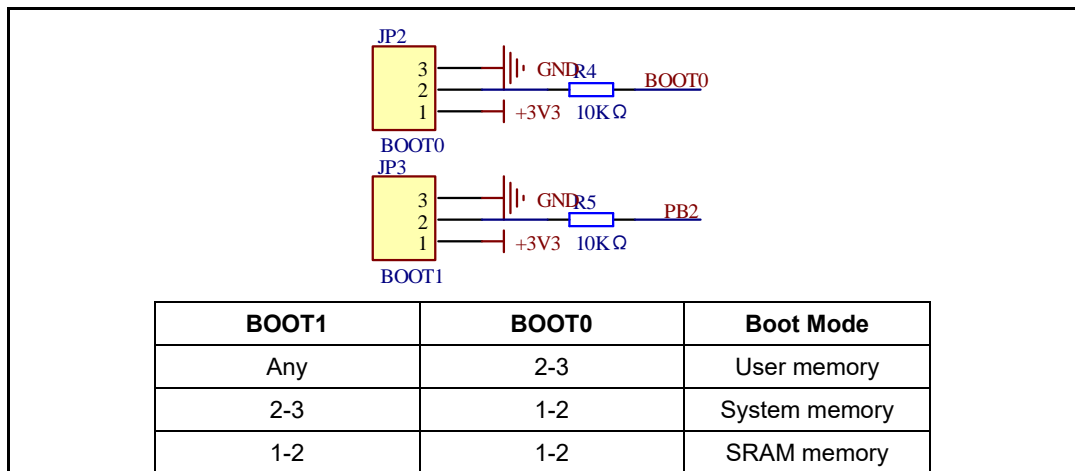 JP2
3
GND
R4
BOOT0
2
1
+3V3
10KΩ
BOOT0
JP3
3
GND
R5
PB2
2
1
+3V3
10KΩ
BOOT1
BOOT1 BOOT0 Boot Mode
Any 2-3 User memory
2-3 1-2 System memory
1-2 1-2 SRAM memory